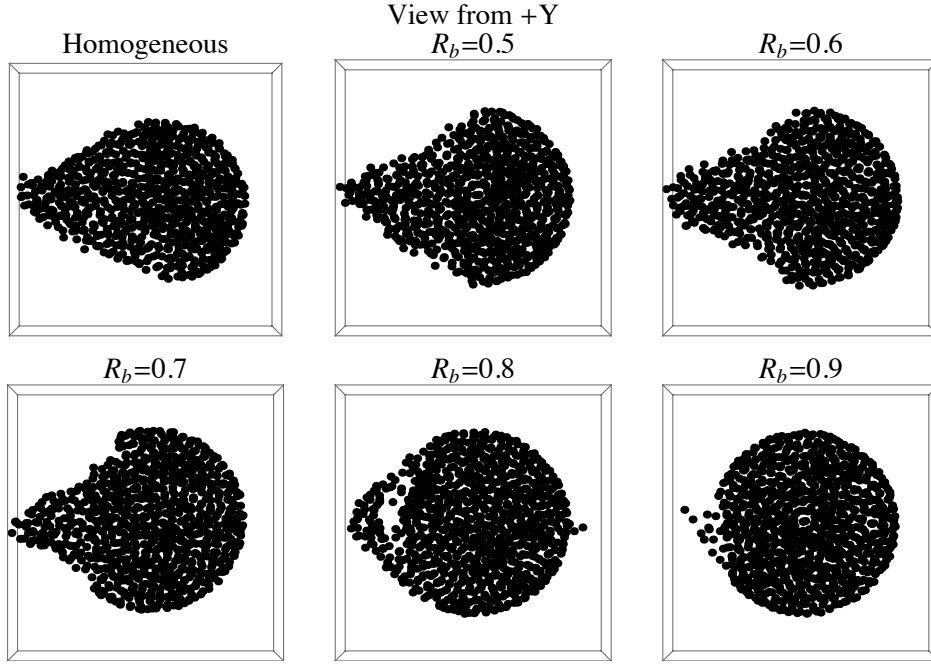 View from +Y
Homogeneous
R_b=0.5
R_b=0.6
R_b=0.7
R_b=0.8
R_b=0.9